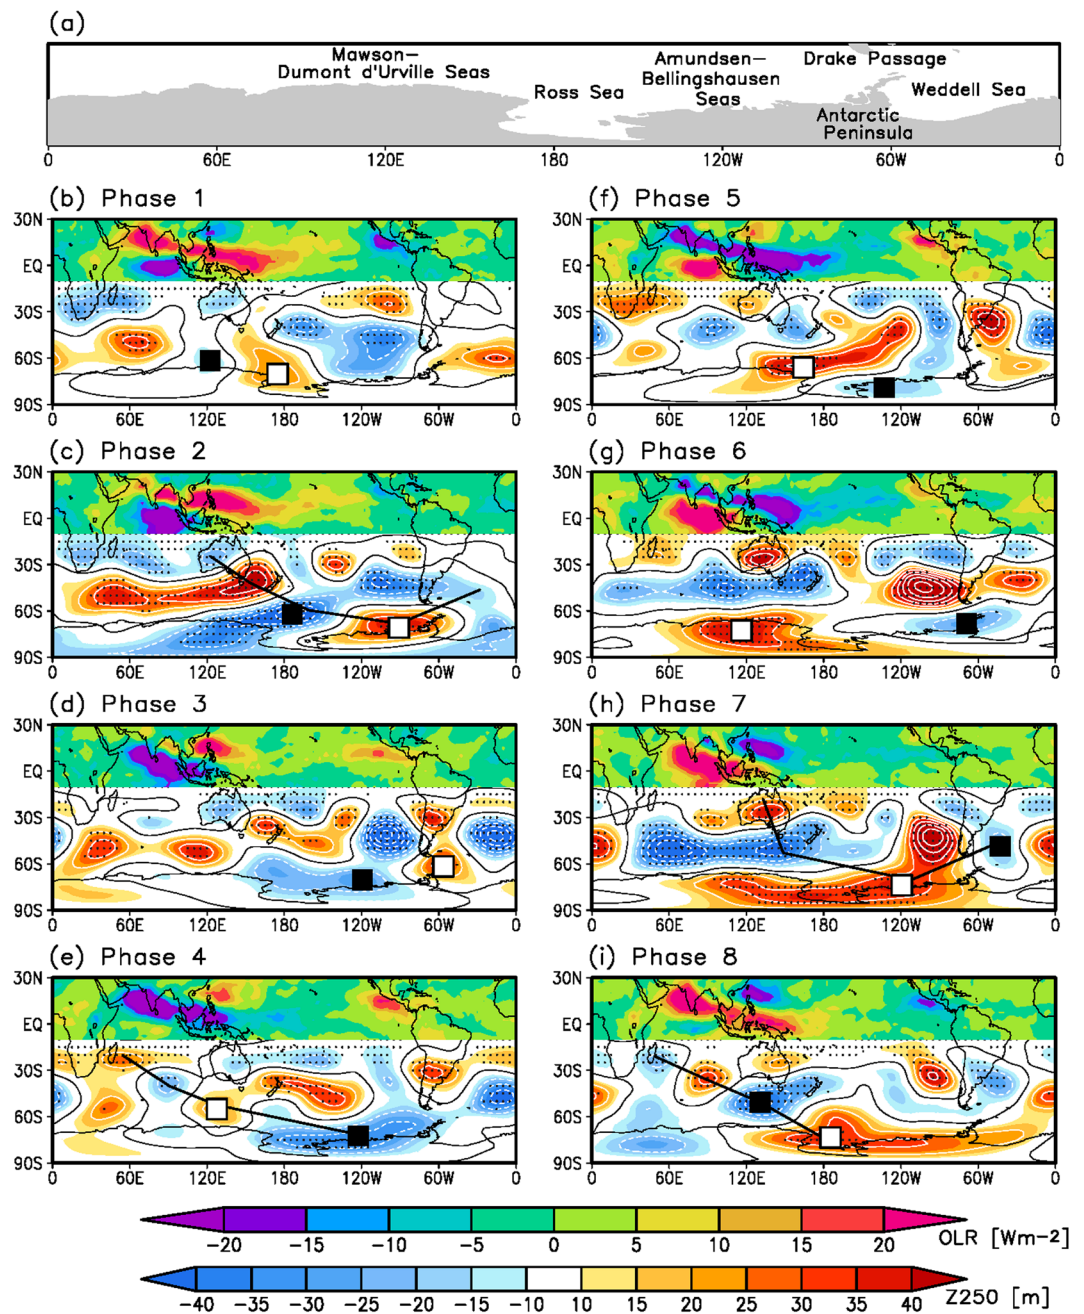 (a)
Mawson–
Dumont d'Urville Seas
Ross Sea
Amundsen–
Bellingshausen
Seas
Drake Passage
Weddell Sea
Antarctic
Peninsula
0 60E 120E 180 120W 60W 0
(b) Phase 1
30N
EQ
30S
60S
90S
0 60E 120E 180 120W 60W 0
(f) Phase 5
30N
EQ
30S
60S
90S
0 60E 120E 180 120W 60W 0
(c) Phase 2
30N
EQ
30S
60S
90S
0 60E 120E 180 120W 60W 0
(g) Phase 6
30N
EQ
30S
60S
90S
0 60E 120E 180 120W 60W 0
(d) Phase 3
30N
EQ
30S
60S
90S
0 60E 120E 180 120W 60W 0
(h) Phase 7
30N
EQ
30S
60S
90S
0 60E 120E 180 120W 60W 0
(e) Phase 4
30N
EQ
30S
60S
90S
0 60E 120E 180 120W 60W 0
(i) Phase 8
30N
EQ
30S
60S
90S
0 60E 120E 180 120W 60W 0
−20 −15 −10 −5 0 5 10 15 20 OLR [Wm−2]
−40 −35 −30 −25 −20 −15 −10 10 15 20 25 30 35 40 Z250 [m]